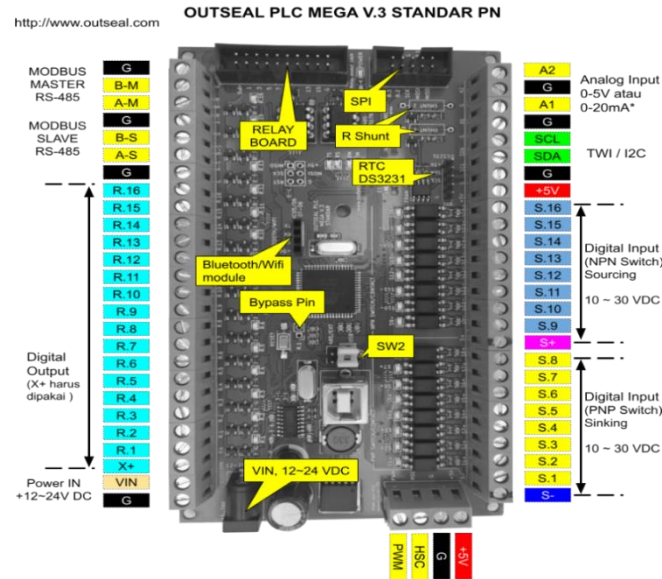 OUTSEAL PLC MEGA V.3 STANDAR PN
http://www.outseal.com
MODBUS
MASTER
RS-485
MODBUS
SLAVE
RS-485
G
B-M
A-M
G
B-S
A-S
R.16
R.15
R.14
R.13
R.12
R.11
R.10
R.9
R.8
R.7
R.6
R.5
R.4
R.3
R.2
R.1
X+
VIN
G
Digital
Output
(X+ harus
dipakai )
Power IN
+12~24V DC
RELAY
BOARD
SPI
R Shunt
RTC
DS3231
Bluetooth/Wifi
module
Bypass Pin
SW2
VIN, 12~24 VDC
A2
G
A1
G
SCL
SDA
G
+5V
S.16
S.15
S.14
S.13
S.12
S.11
S.10
S.9
S+
S.8
S.7
S.6
S.5
S.4
S.3
S.2
S.1
S-
Analog Input
0-5V atau
0-20mA*
TWI / I2C
Digital Input
(NPN Switch)
Sourcing
10 ~ 30 VDC
Digital Input
(PNP Switch)
Sinking
10 ~ 30 VDC
PWM
HSC
G
+5V